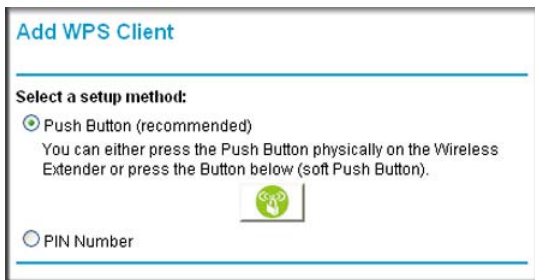 Add WPS Client
Select a setup method:
Push Button (recommended)
You can either press the Push Button physically on the Wireless
Extender or press the Button below (soft Push Button).
PIN Number